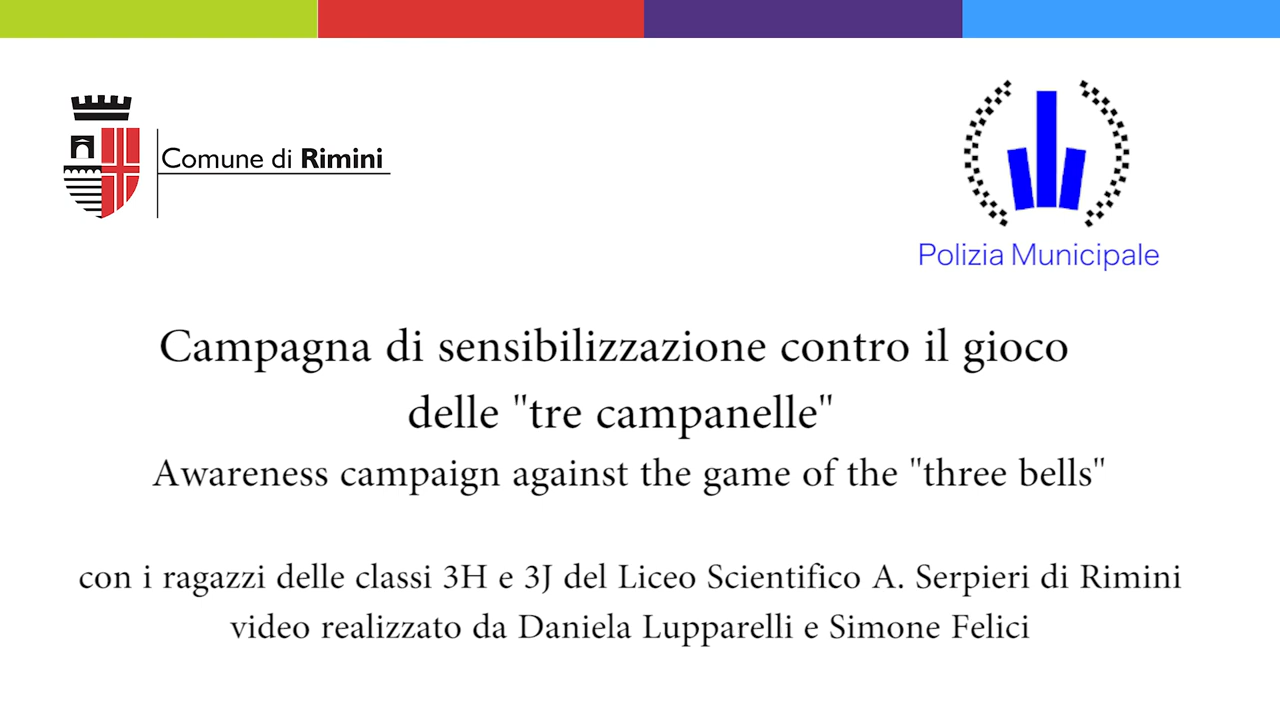 Comune di Rimini
Polizia Municipale
Campagna di sensibilizzazione contro il gioco
delle "tre campanelle"
Awareness campaign against the game of the "three bells"
con i ragazzi delle classi 3H e 3J del Liceo Scientifico A. Serpieri di Rimini
video realizzato da Daniela Lupparelli e Simone Felici